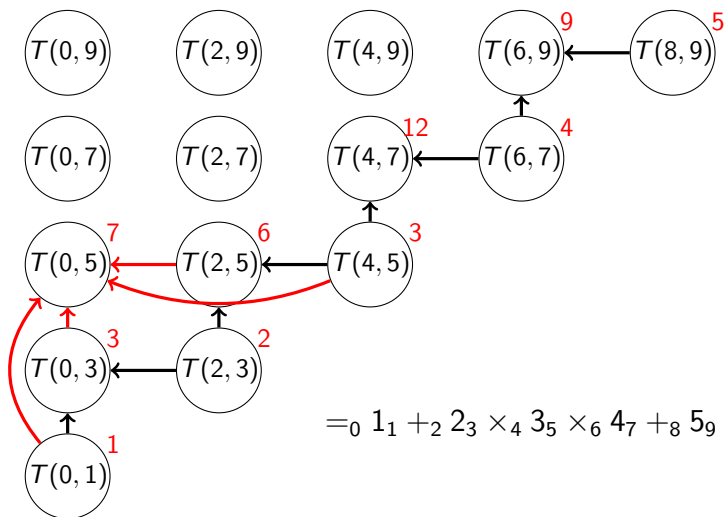 9 5
T(0, 9) T(2, 9) T(4, 9) T(6, 9) T(8, 9)
12 4
T(0, 7) T(2, 7) T(4, 7) T(6, 7)
7 6 3
T(0, 5) T(2, 5) T(4, 5)
3 2
T(0, 3) T(2, 3)
=₀ 1₁ +₂ 2₃ ×₄ 3₅ ×₆ 4₇ +₈ 5₉
1
T(0, 1)